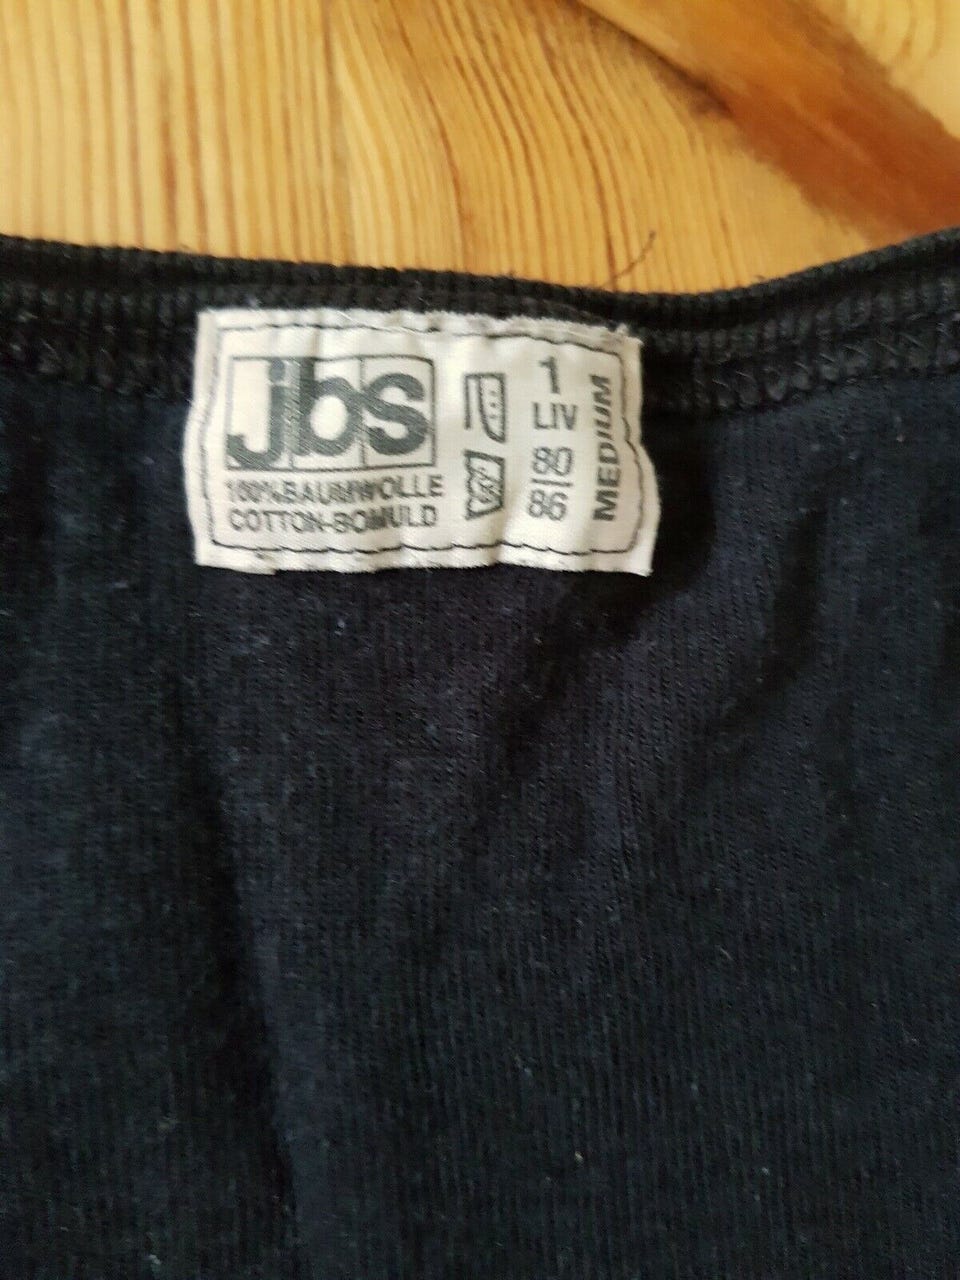 jbs
100% BAUMWOLLE
COTTON-BOMULD
1
LIV
80
86
MEDIUM